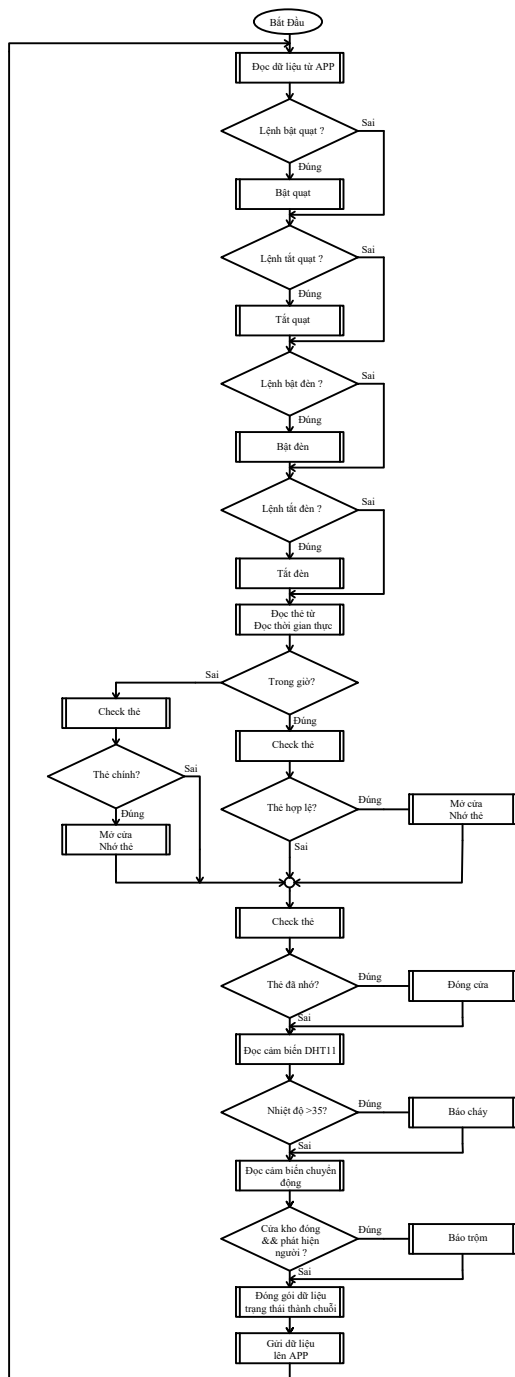 Bắt Đầu
Đọc dữ liệu từ APP
Lệnh bật quạt ?
Sai
Đúng
Bật quạt
Lệnh tắt quạt ?
Sai
Đúng
Tắt quạt
Lệnh bật đèn ?
Sai
Đúng
Bật đèn
Lệnh tắt đèn ?
Sai
Đúng
Tắt đèn
Đọc thẻ từ
Đọc thời gian thực
Trong giờ?
Sai
Đúng
Check thẻ
Check thẻ
Thẻ chính?
Sai
Đúng
Mở cửa
Nhớ thẻ
Thẻ hợp lệ?
Đúng
Sai
Mở cửa
Nhớ thẻ
Check thẻ
Thẻ đã nhớ?
Đúng
Sai
Đóng cửa
Đọc cảm biến DHT11
Nhiệt độ >35?
Đúng
Sai
Báo cháy
Đọc cảm biến chuyển
động
Cửa kho đóng
&& phát hiện
người ?
Đúng
Sai
Báo trộm
Đóng gói dữ liệu
trạng thái thành chuỗi
Gửi dữ liệu
lên APP